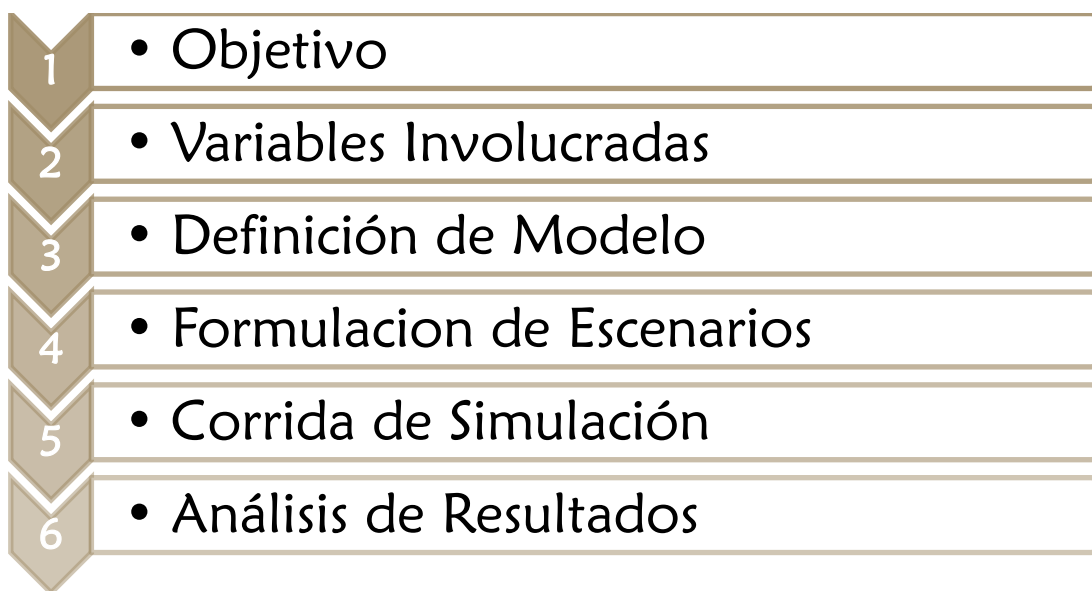 1 • Objetivo
2 • Variables Involucradas
3 • Definición de Modelo
4 • Formulacion de Escenarios
5 • Corrida de Simulación
6 • Análisis de Resultados